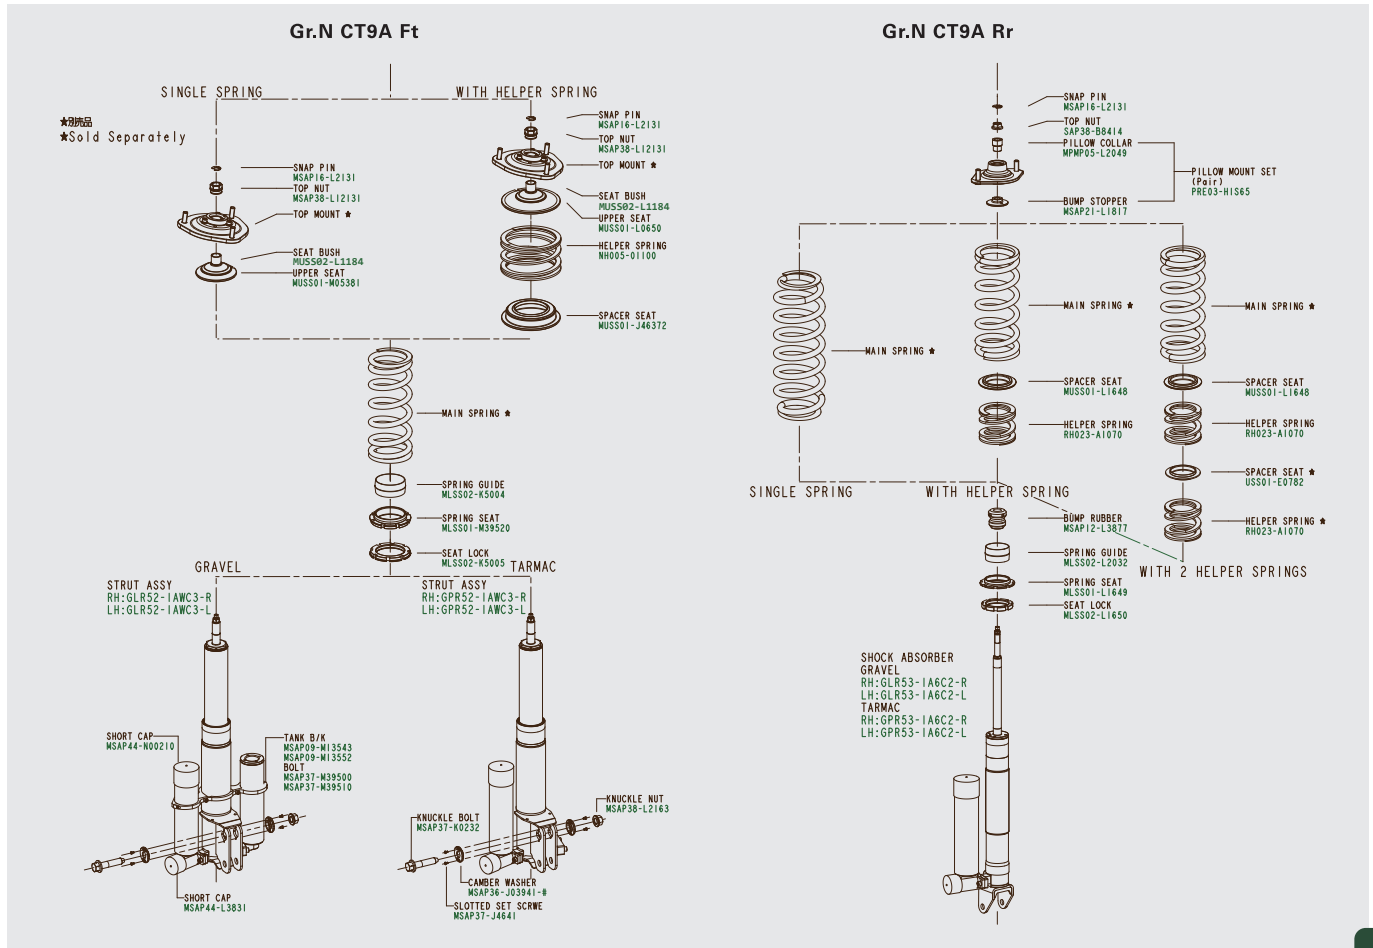 Gr.N CT9A Ft
SINGLE SPRING
WITH HELPER SPRING
★別売品
★Sold Separately
SNAP PIN
MSAP16-L2131
TOP NUT
MSAP38-L12131
TOP MOUNT ★
SEAT BUSH
MUSS02-L1184
UPPER SEAT
MUSS01-M05381
SNAP PIN
MSAP16-L2131
TOP NUT
MSAP38-L12131
TOP MOUNT ★
SEAT BUSH
MUSS02-L1184
UPPER SEAT
MUSS01-L0650
HELPER SPRING
NH005-01100
SPACER SEAT
MUSS01-J46372
MAIN SPRING ★
SPRING GUIDE
MLSS02-K5004
SPRING SEAT
MLSS01-M39520
SEAT LOCK
MLSS02-K5005
GRAVEL
STRUT ASSY
RH:GLR52-1AWC3-R
LH:GLR52-1AWC3-L
TARMAC
STRUT ASSY
RH:GPR52-1AWC3-R
LH:GPR52-1AWC3-L
SHORT CAP
MSAP44-N00210
TANK B/K
MSAP09-M13543
MSAP09-M13552
BOLT
MSAP37-M39500
MSAP37-M39510
SHORT CAP
MSAP44-L3831
KNUCKLE BOLT
MSAP37-K0232
KNUCKLE NUT
MSAP38-L2163
CAMBER WASHER
MSAP36-J03941-#
SLOTTED SET SCRWE
MSAP37-J4641
Gr.N CT9A Rr
SNAP PIN
MSAP16-L2131
TOP NUT
SAP38-B8414
PILLOW COLLAR
MPMP05-L2049
PILLOW MOUNT SET
(Pair)
PRE03-H1S65
BUMP STOPPER
MSAP21-L1817
MAIN SPRING ★
MAIN SPRING ★
MAIN SPRING ★
SPACER SEAT
MUSS01-L1648
HELPER SPRING
RH023-A1070
SPACER SEAT
MUSS01-L1648
HELPER SPRING
RH023-A1070
SPACER SEAT ★
USS01-E0782
HELPER SPRING ★
RH023-A1070
SINGLE SPRING
WITH HELPER SPRING
WITH 2 HELPER SPRINGS
BUMP RUBBER
MSAP12-L3877
SPRING GUIDE
MLSS02-L2032
SPRING SEAT
MLSS01-L1649
SEAT LOCK
MLSS02-L1650
SHOCK ABSORBER
GRAVEL
RH:GLR53-1A6C2-R
LH:GLR53-1A6C2-L
TARMAC
RH:GPR53-1A6C2-R
LH:GPR53-1A6C2-L